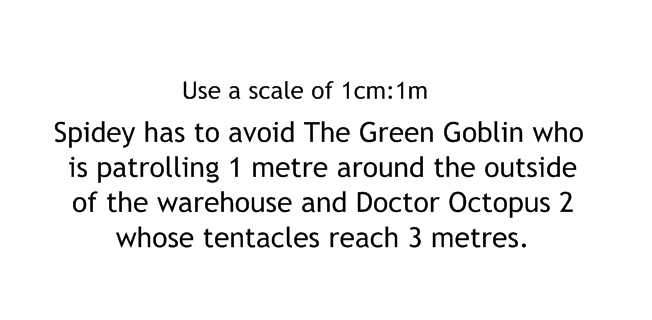 Use a scale of 1cm:1m
Spidey has to avoid The Green Goblin who
is patrolling 1 metre around the outside
of the warehouse and Doctor Octopus 2
whose tentacles reach 3 metres.